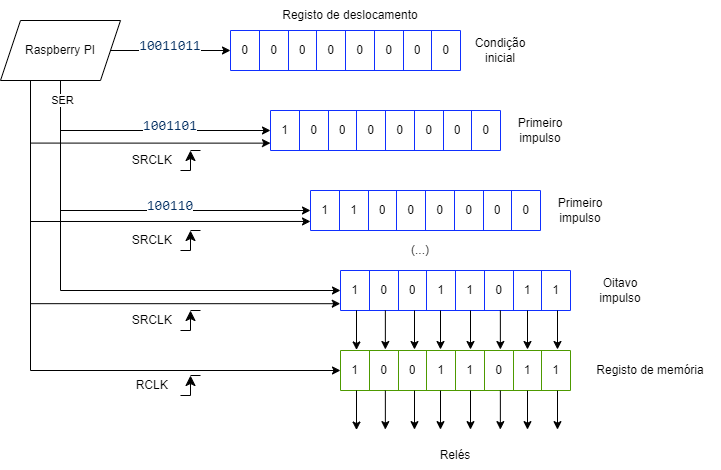 Registo de deslocamento
Raspberry PI
10011011
0 0 0 0 0 0 0 0
Condição
inicial
SER
1001101
1 0 0 0 0 0 0 0
Primeiro
impulso
SRCLK
100110
1 1 0 0 0 0 0 0
Primeiro
impulso
SRCLK
(...)
1 0 0 1 1 0 1 1
Oitavo
impulso
SRCLK
1 0 0 1 1 0 1 1
Registo de memória
RCLK
Relés